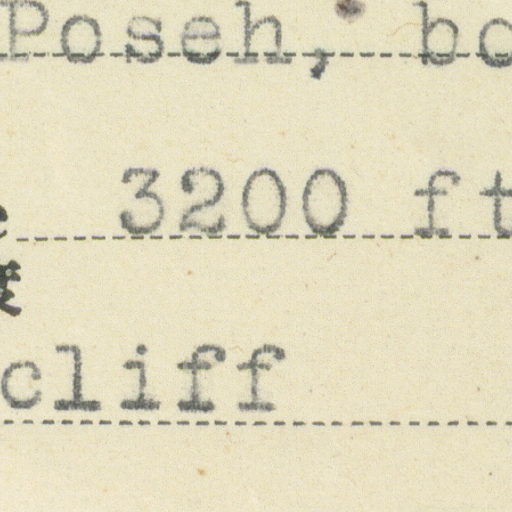 Poseh, bo
3200 ft
cliff